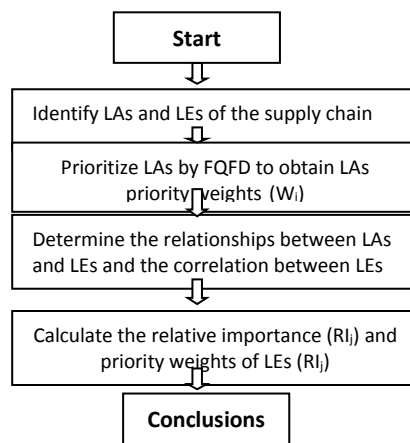 Start
Identify LAs and LEs of the supply chain
Prioritize LAs by FQFD to obtain LAs
priority weights (Wᵢ)
Determine the relationships between LAs
and LEs and the correlation between LEs
Calculate the relative importance (RIⱼ) and
priority weights of LEs (RIⱼ)
Conclusions